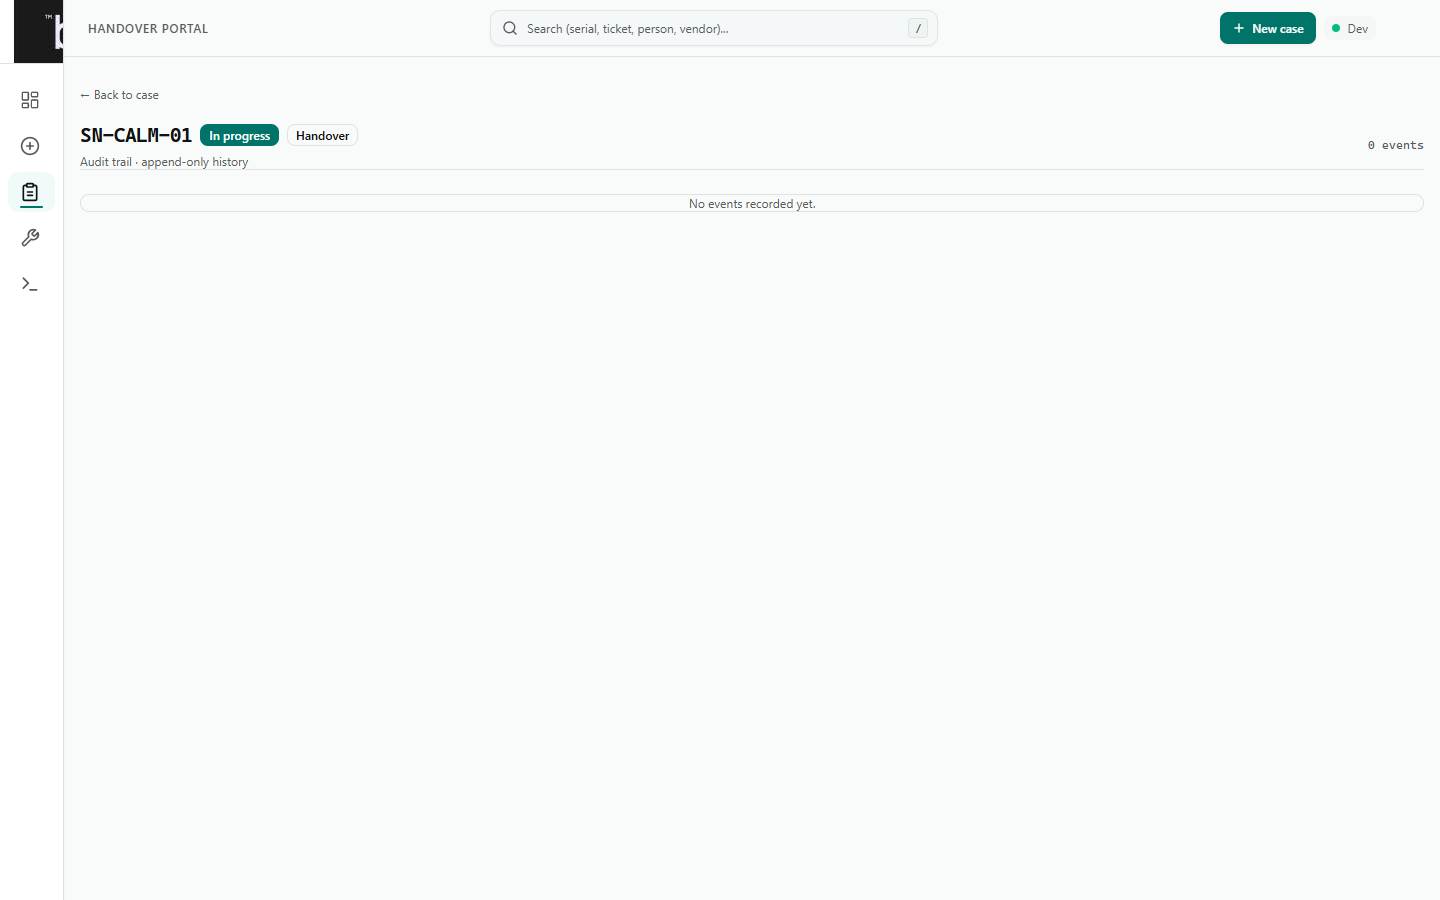 ™
HANDOVER PORTAL
Search (serial, ticket, person, vendor)...
/
+ New case
Dev
← Back to case
SN-CALM-01
In progress
Handover
0 events
Audit trail · append-only history
No events recorded yet.